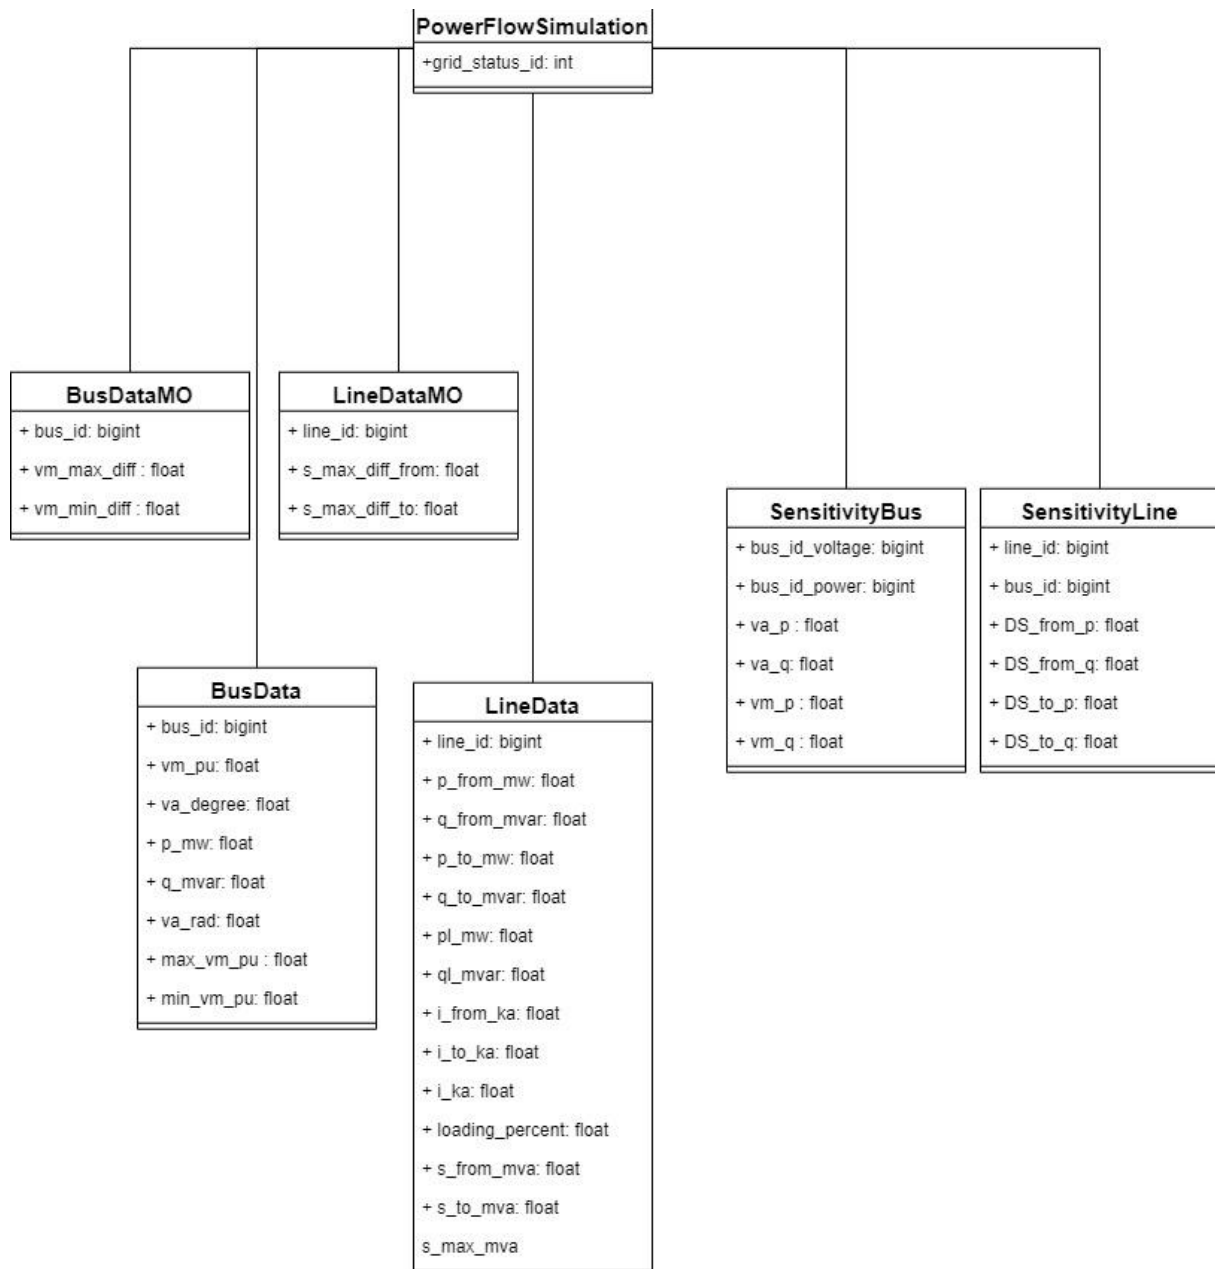 PowerFlowSimulation
+grid_status_id: int
BusDataMO
+ bus_id: bigint
+ vm_max_diff : float
+ vm_min_diff : float
LineDataMO
+ line_id: bigint
+ s_max_diff_from: float
+ s_max_diff_to: float
SensitivityBus
+ bus_id_voltage: bigint
+ bus_id_power: bigint
+ va_p : float
+ va_q: float
+ vm_p : float
+ vm_q : float
SensitivityLine
+ line_id: bigint
+ bus_id: bigint
+ DS_from_p: float
+ DS_from_q: float
+ DS_to_p: float
+ DS_to_q: float
BusData
+ bus_id: bigint
+ vm_pu: float
+ va_degree: float
+ p_mw: float
+ q_mvar: float
+ va_rad: float
+ max_vm_pu : float
+ min_vm_pu: float
LineData
+ line_id: bigint
+ p_from_mw: float
+ q_from_mvar: float
+ p_to_mw: float
+ q_to_mvar: float
+ pl_mw: float
+ ql_mvar: float
+ i_from_ka: float
+ i_to_ka: float
+ i_ka: float
+ loading_percent: float
+ s_from_mva: float
+ s_to_mva: float
s_max_mva